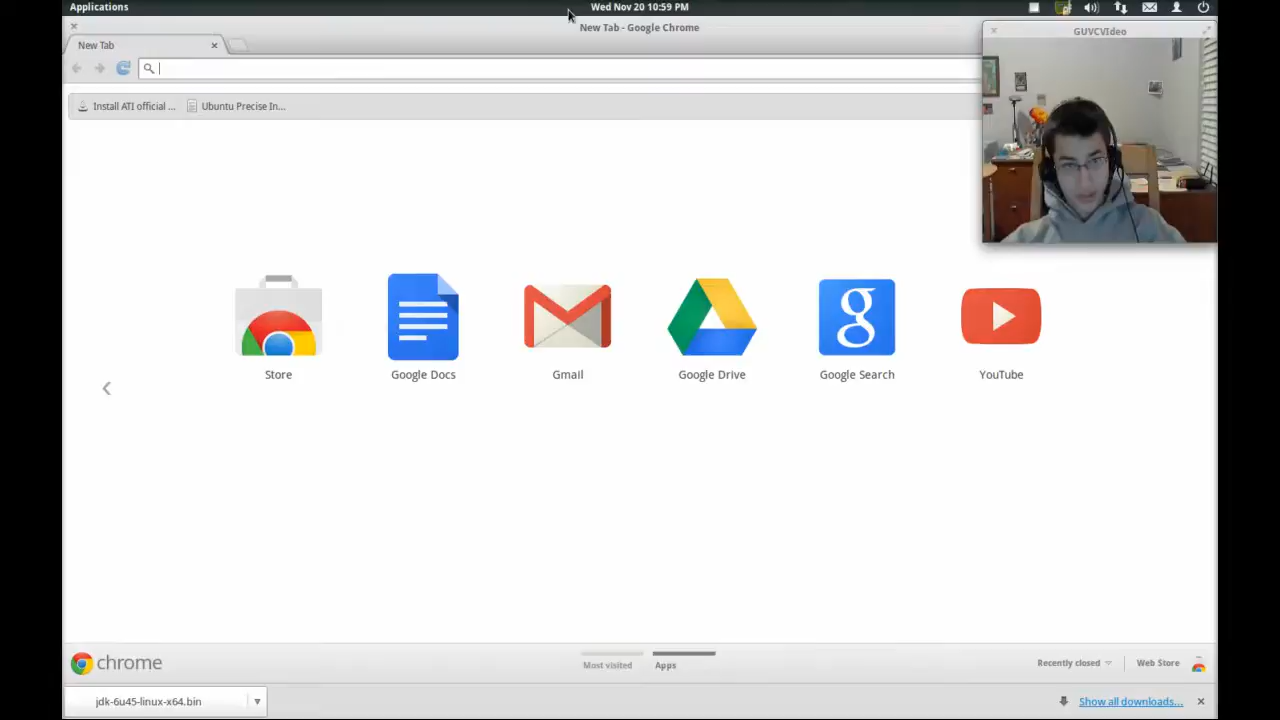 Applications
Wed Nov 20 10:59 PM
New Tab - Google Chrome
GUVCVIdeo
New Tab
Install ATI official ...
Ubuntu Precise In...
Store
Google Docs
Gmail
Google Drive
Google Search
YouTube
chrome
Most visited
Apps
Recently closed
Web Store
jdk-6u45-linux-x64.bin
Show all downloads...